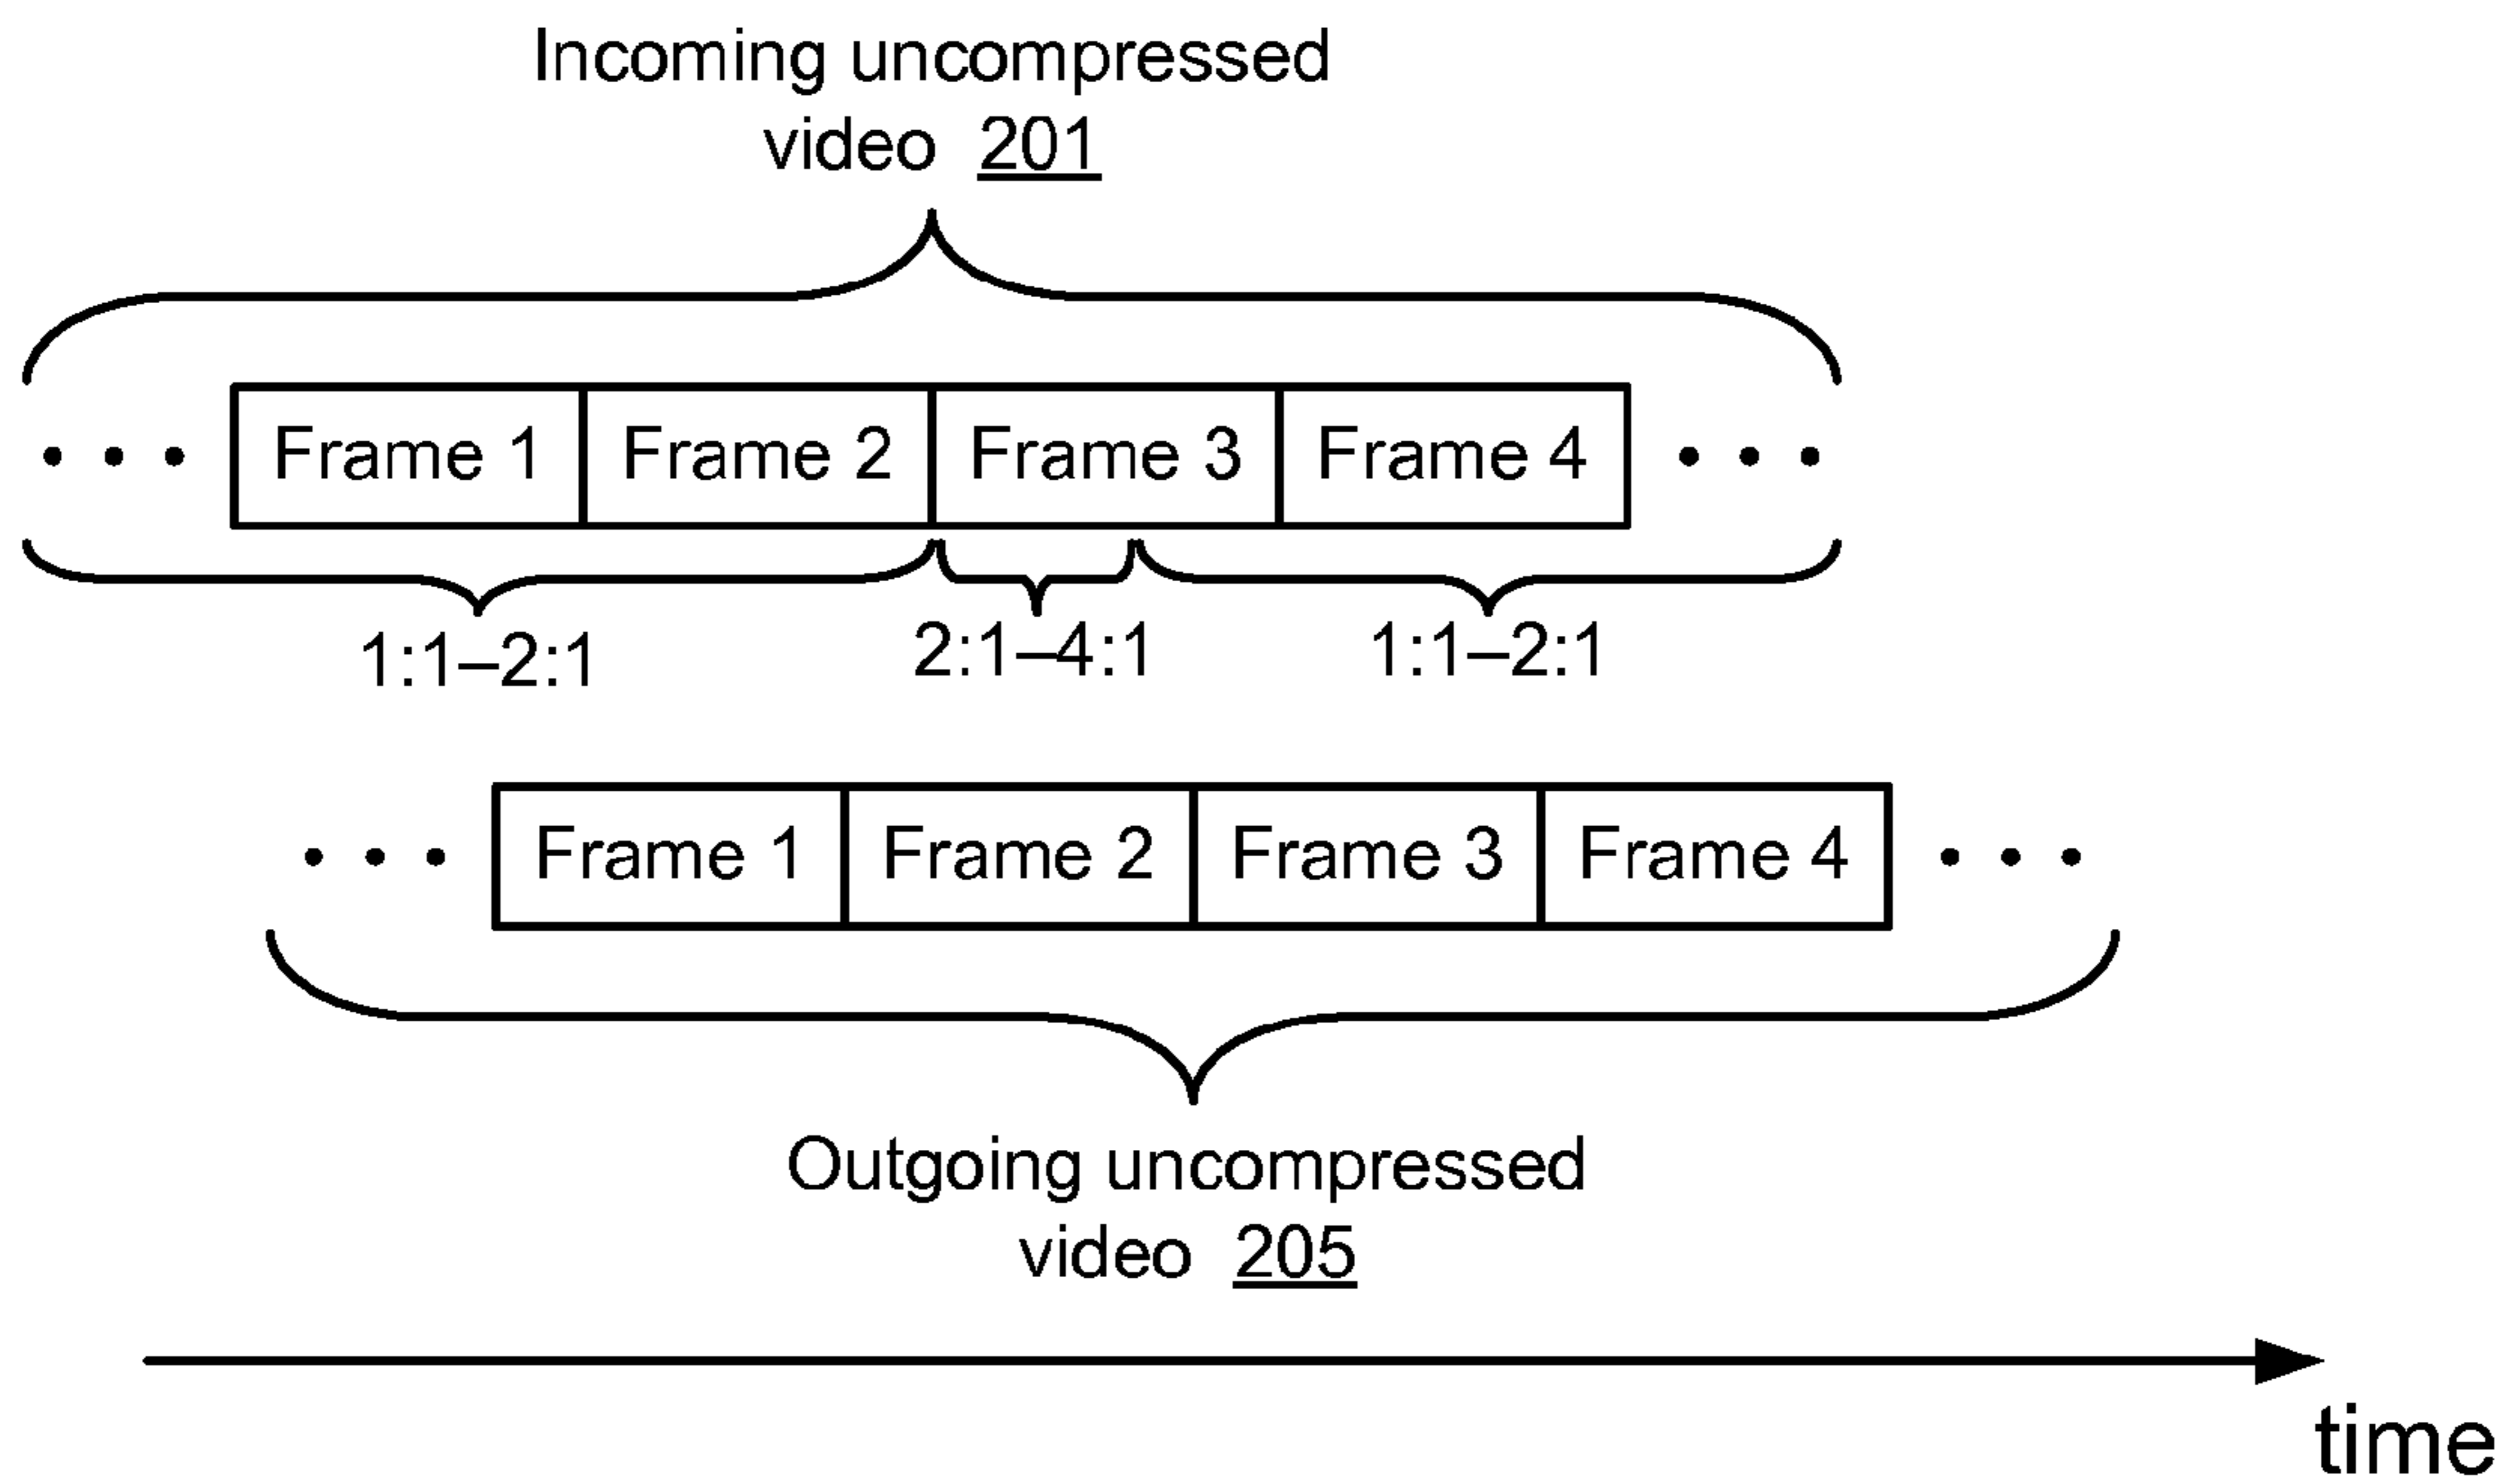 Incoming uncompressed
video 201
• • • Frame 1 Frame 2 Frame 3 Frame 4 • • •
1:1–2:1 2:1–4:1 1:1–2:1
• • • Frame 1 Frame 2 Frame 3 Frame 4 • • •
Outgoing uncompressed
video 205
time